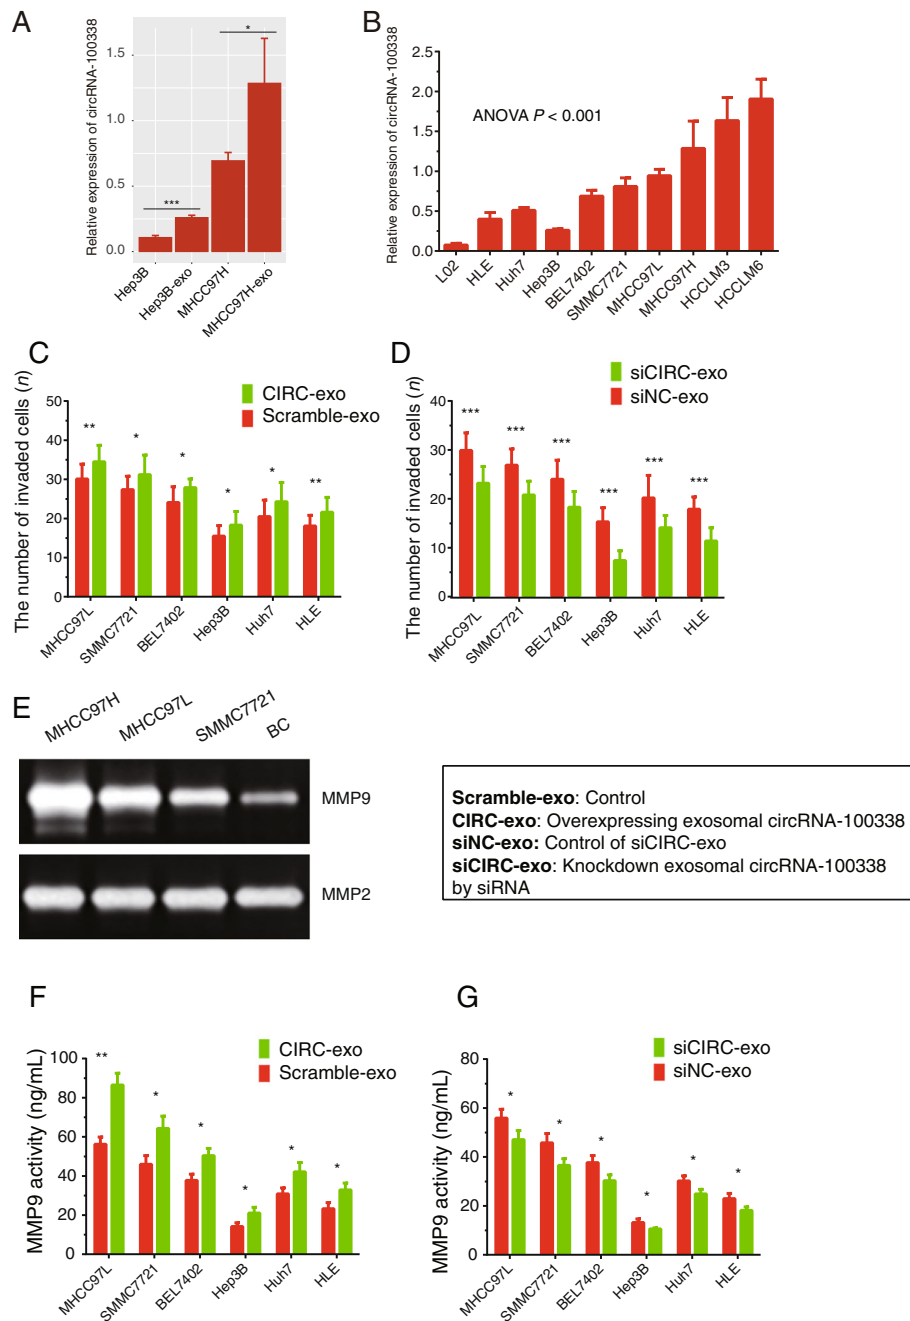 A
Relative expression of circRNA-100338
1.5
1.0
0.5
0.0
***
*
Hep3B
Hep3B-exo
MHCC97H
MHCC97H-exo
B
Relative expression of circRNA-100338
2.5
2.0
1.5
1.0
0.5
0.0
ANOVA P < 0.001
L02
HLE
Huh7
Hep3B
BEL7402
SMMC7721
MHCC97L
MHCC97H
HCCLM3
HCCLM6
C
The number of invaded cells (n)
50
40
30
20
10
0
CIRC-exo
Scramble-exo
**
*
*
*
*
**
MHCC97L
SMMC7721
BEL7402
Hep3B
Huh7
HLE
D
The number of invaded cells (n)
40
30
20
10
0
siCIRC-exo
siNC-exo
***
***
***
***
***
***
MHCC97L
SMMC7721
BEL7402
Hep3B
Huh7
HLE
E
MHCC97H
MHCC97L
SMMC7721
BC
MMP9
MMP2
Scramble-exo: Control
CIRC-exo: Overexpressing exosomal circRNA-100338
siNC-exo: Control of siCIRC-exo
siCIRC-exo: Knockdown exosomal circRNA-100338
by siRNA
F
MMP9 activity (ng/mL)
100
80
60
40
20
0
CIRC-exo
Scramble-exo
**
*
*
*
*
*
MHCC97L
SMMC7721
BEL7402
Hep3B
Huh7
HLE
G
MMP9 activity (ng/mL)
80
60
40
20
0
siCIRC-exo
siNC-exo
*
*
*
*
*
*
MHCC97L
SMMC7721
BEL7402
Hep3B
Huh7
HLE